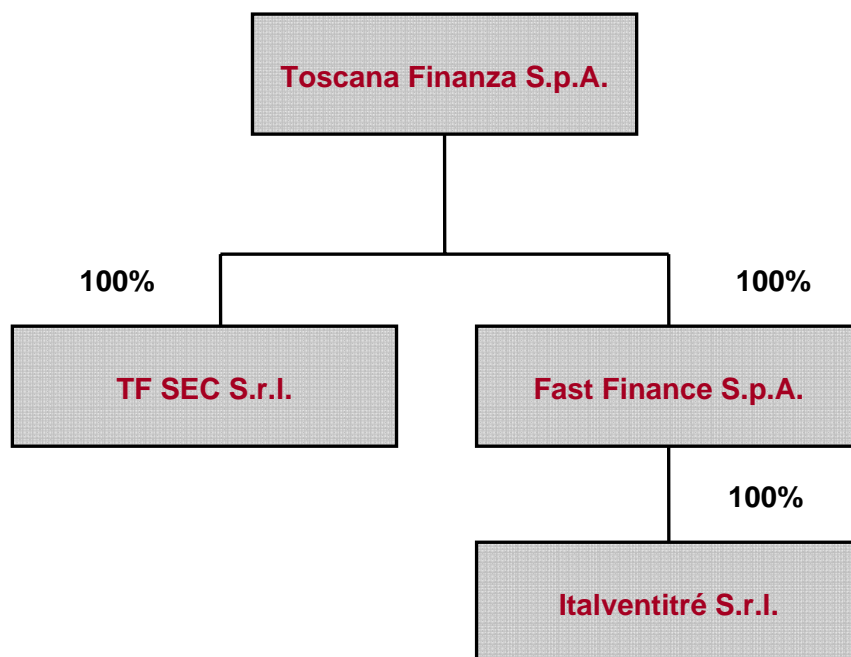 Toscana Finanza S.p.A.
100%
100%
TF SEC S.r.l.
Fast Finance S.p.A.
100%
Italventitré S.r.l.